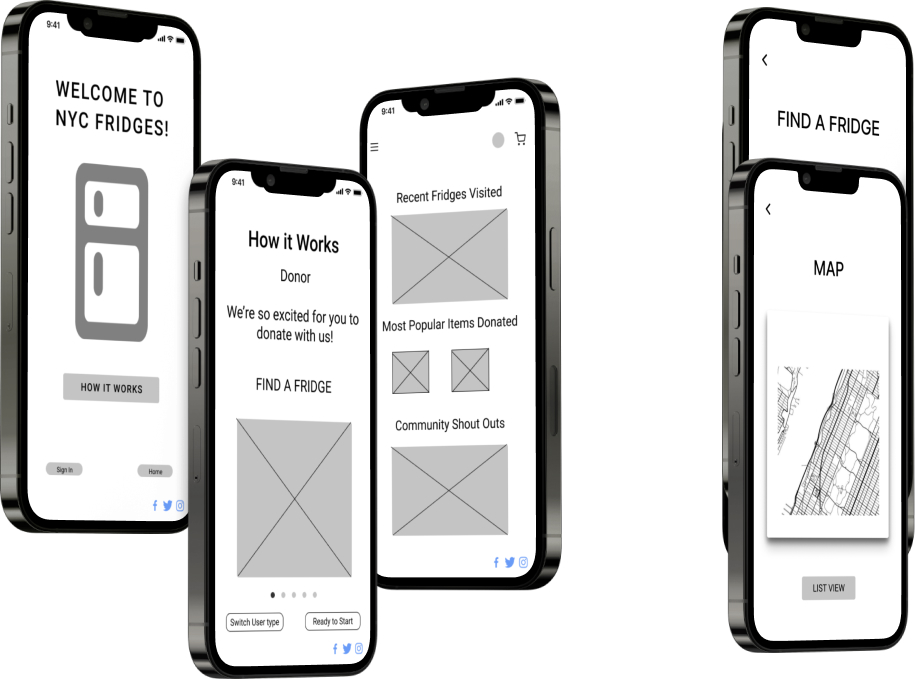 9:41
WELCOME TO
NYC FRIDGES!
HOW IT WORKS
Sign In
Home
9:41
How it Works
Donor
We're so excited for you to
donate with us!
FIND A FRIDGE
Switch User type
Ready to Start
9:41
Recent Fridges Visited
Most Popular Items Donated
Community Shout Outs
FIND A FRIDGE
MAP
LIST VIEW